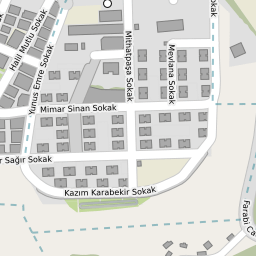 Halil Mutlu Sokak
Yunus Emre Sokak
Mithatpaşa Sokak
Mevlana Sokak
Sokak
Mimar Sinan Sokak
r Sağır Sokak
Kazım Karabekir Sokak
Farabi Ca